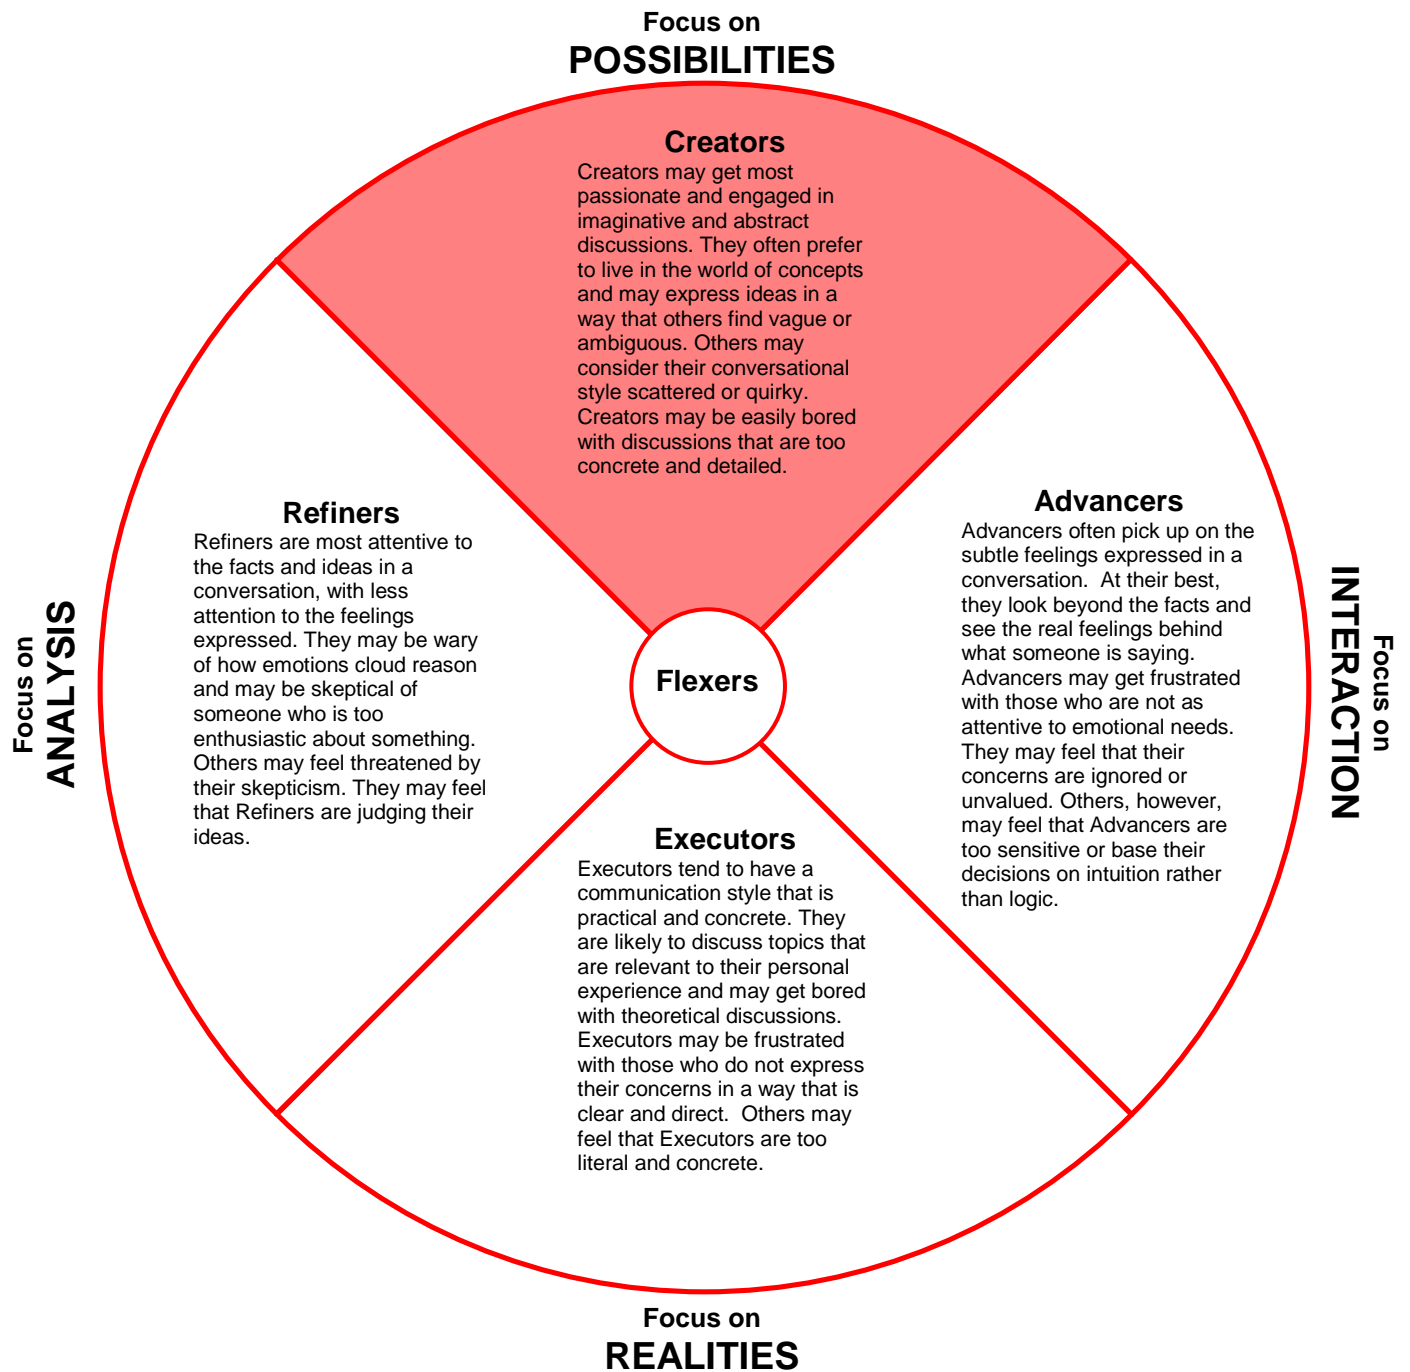 Focus on
POSSIBILITIES
Creators
Creators may get most
passionate and engaged in
imaginative and abstract
discussions. They often prefer
to live in the world of concepts
and may express ideas in a
way that others find vague or
ambiguous. Others may
consider their conversational
style scattered or quirky.
Creators may be easily bored
with discussions that are too
concrete and detailed.
Focus on
ANALYSIS
Refiners
Refiners are most attentive to
the facts and ideas in a
conversation, with less
attention to the feelings
expressed. They may be wary
of how emotions cloud reason
and may be skeptical of
someone who is too
enthusiastic about something.
Others may feel threatened by
their skepticism. They may feel
that Refiners are judging their
ideas.
Flexers
Advancers
Advancers often pick up on the
subtle feelings expressed in a
conversation.  At their best,
they look beyond the facts and
see the real feelings behind
what someone is saying.
Advancers may get frustrated
with those who are not as
attentive to emotional needs.
They may feel that their
concerns are ignored or
unvalued. Others, however,
may feel that Advancers are
too sensitive or base their
decisions on intuition rather
than logic.
Focus on
INTERACTION
Executors
Executors tend to have a
communication style that is
practical and concrete. They
are likely to discuss topics that
are relevant to their personal
experience and may get bored
with theoretical discussions.
Executors may be frustrated
with those who do not express
their concerns in a way that is
clear and direct.  Others may
feel that Executors are too
literal and concrete.
Focus on
REALITIES